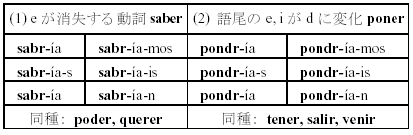 (1) e が消失する動詞 saber (2) 語尾の e, i が d に変化 poner
sabr-ía sabr-ía-mos pondr-ía pondr-ía-mos
sabr-ía-s sabr-ía-is pondr-ía-s pondr-ía-is
sabr-ía sabr-ía-n pondr-ía pondr-ía-n
同種: poder, querer 同種: tener, salir, venir